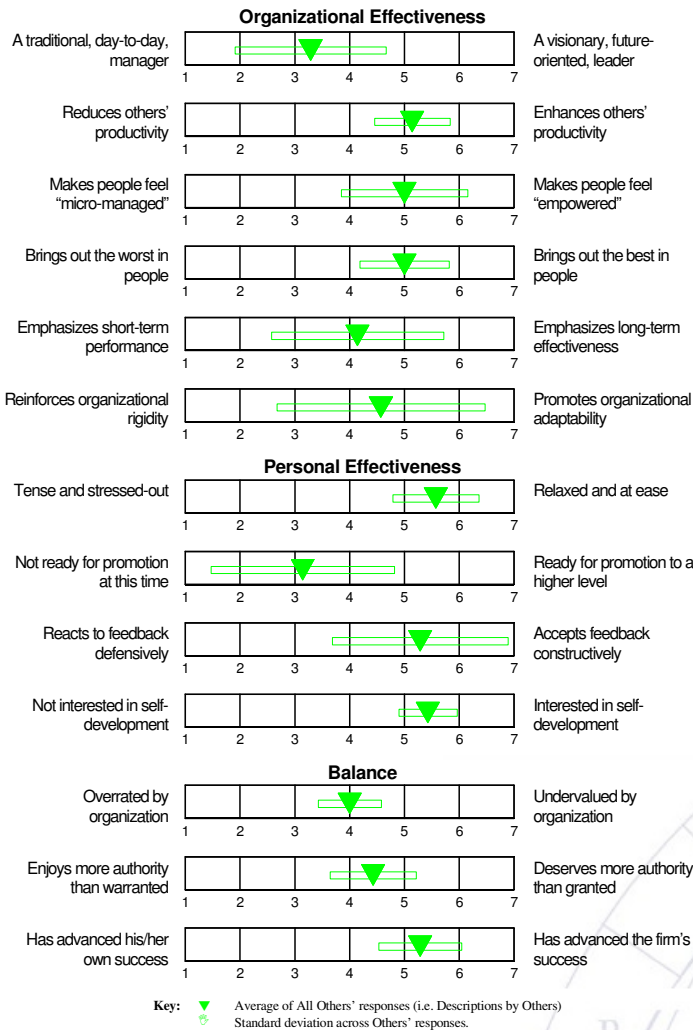 Organizational Effectiveness
A traditional, day-to-day,
manager
A visionary, future-
oriented, leader
1 2 3 4 5 6 7
Reduces others’
productivity
Enhances others’
productivity
1 2 3 4 5 6 7
Makes people feel
“micro-managed”
Makes people feel
“empowered”
1 2 3 4 5 6 7
Brings out the worst in
people
Brings out the best in
people
1 2 3 4 5 6 7
Emphasizes short-term
performance
Emphasizes long-term
effectiveness
1 2 3 4 5 6 7
Reinforces organizational
rigidity
Promotes organizational
adaptability
1 2 3 4 5 6 7
Personal Effectiveness
Tense and stressed-out
Relaxed and at ease
1 2 3 4 5 6 7
Not ready for promotion
at this time
Ready for promotion to a
higher level
1 2 3 4 5 6 7
Reacts to feedback
defensively
Accepts feedback
constructively
1 2 3 4 5 6 7
Not interested in self-
development
Interested in self-
development
1 2 3 4 5 6 7
Balance
Overrated by
organization
Undervalued by
organization
1 2 3 4 5 6 7
Enjoys more authority
than warranted
Deserves more authority
than granted
1 2 3 4 5 6 7
Has advanced his/her
own success
Has advanced the firm’s
success
1 2 3 4 5 6 7
Key: Average of All Others’ responses (i.e. Descriptions by Others)
Standard deviation across Others’ responses.